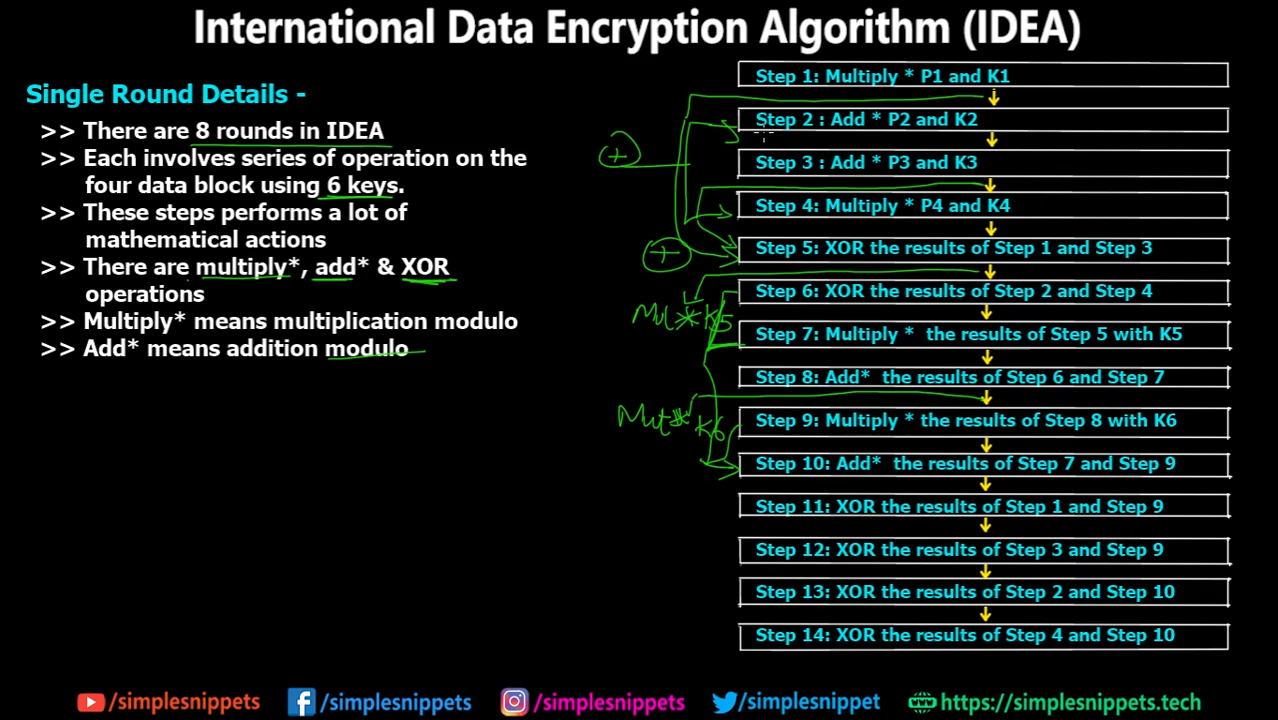 International Data Encryption Algorithm (IDEA)
Single Round Details -
>> There are 8 rounds in IDEA
>> Each involves series of operation on the
four data block using 6 keys.
>> These steps performs a lot of
mathematical actions
>> There are multiply*, add* & XOR
operations
>> Multiply* means multiplication modulo
>> Add* means addition modulo
Step 1: Multiply * P1 and K1
Step 2 : Add * P2 and K2
Step 3 : Add * P3 and K3
Step 4: Multiply * P4 and K4
Step 5: XOR the results of Step 1 and Step 3
Step 6: XOR the results of Step 2 and Step 4
Step 7: Multiply *  the results of Step 5 with K5
Step 8: Add*  the results of Step 6 and Step 7
Step 9: Multiply * the results of Step 8 with K6
Step 10: Add*  the results of Step 7 and Step 9
Step 11: XOR the results of Step 1 and Step 9
Step 12: XOR the results of Step 3 and Step 9
Step 13: XOR the results of Step 2 and Step 10
Step 14: XOR the results of Step 4 and Step 10
+
+
Mul* K5
Mut* K6
/simplesnippets
/simplesnippets
/simplesnippets
/simplesnippets
https://simplesnippets.tech